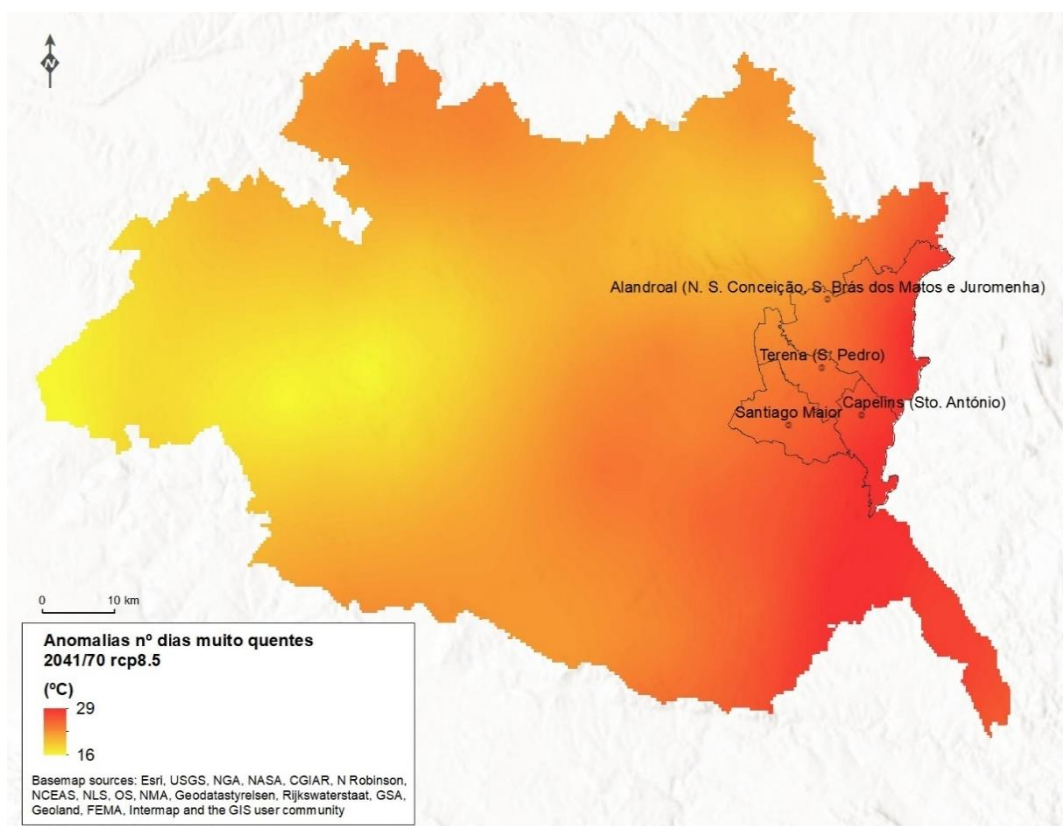 N
Alandroal (N. S. Conceição, S. Brás dos Matos e Juromenha)
Terena (S. Pedro)
Capelins (Sto. António)
Santiago Maior
0 10 km
Anomalias nº dias muito quentes
2041/70 rcp8.5
(ºC)
29
16
Basemap sources: Esri, USGS, NGA, NASA, CGIAR, N Robinson,
NCEAS, NLS, OS, NMA, Geodatastyrelsen, Rijkswaterstaat, GSA,
Geoland, FEMA, Intermap and the GIS user community